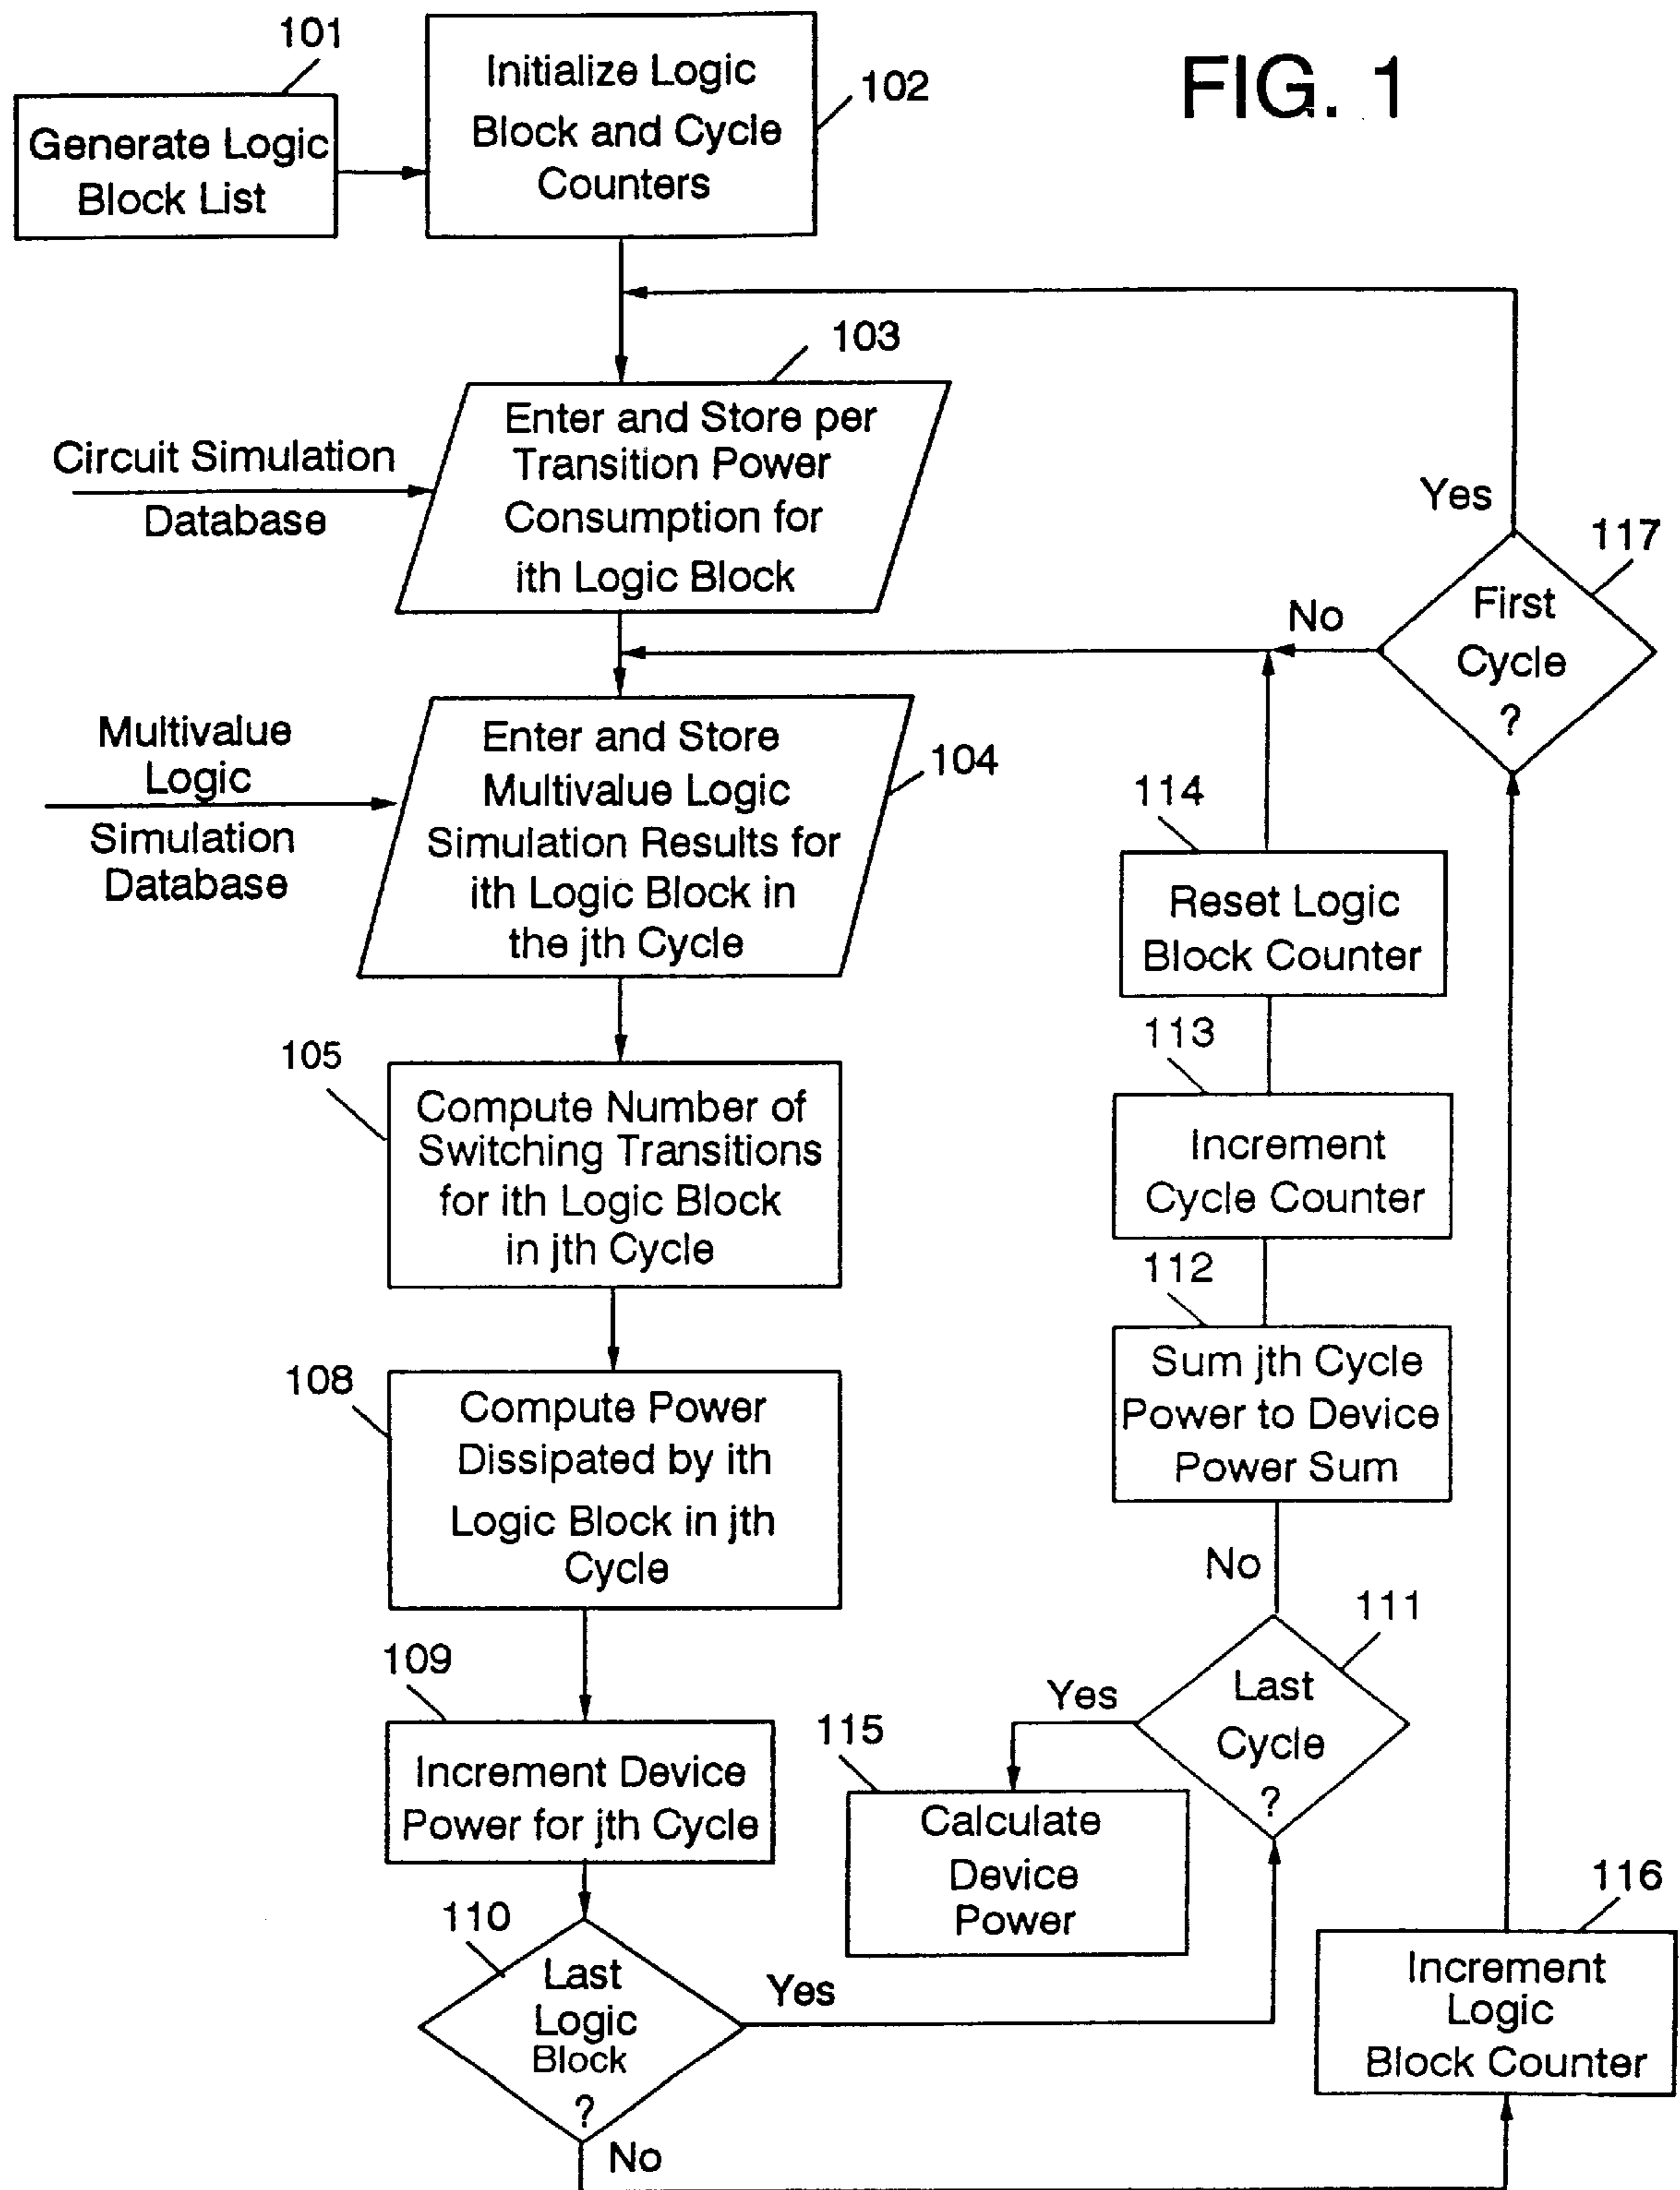 FIG. 1
101
Generate Logic
Block List
Initialize Logic
Block and Cycle
Counters
102
103
Enter and Store per
Transition Power
Consumption for
ith Logic Block
Circuit Simulation
Database
Yes
117
First
Cycle
?
No
Multivalue
Logic
Simulation
Database
Enter and Store
Multivalue Logic
Simulation Results for
ith Logic Block in
the jth Cycle
104
114
Reset Logic
Block Counter
105
Compute Number of
Switching Transitions
for ith Logic Block
in jth Cycle
113
Increment
Cycle Counter
112
Sum jth Cycle
Power to Device
Power Sum
108
Compute Power
Dissipated by ith
Logic Block in jth
Cycle
No
111
Last
Cycle
?
Yes
109
Increment Device
Power for jth Cycle
115
Calculate
Device
Power
110
Last
Logic
Block
?
Yes
No
116
Increment
Logic
Block Counter